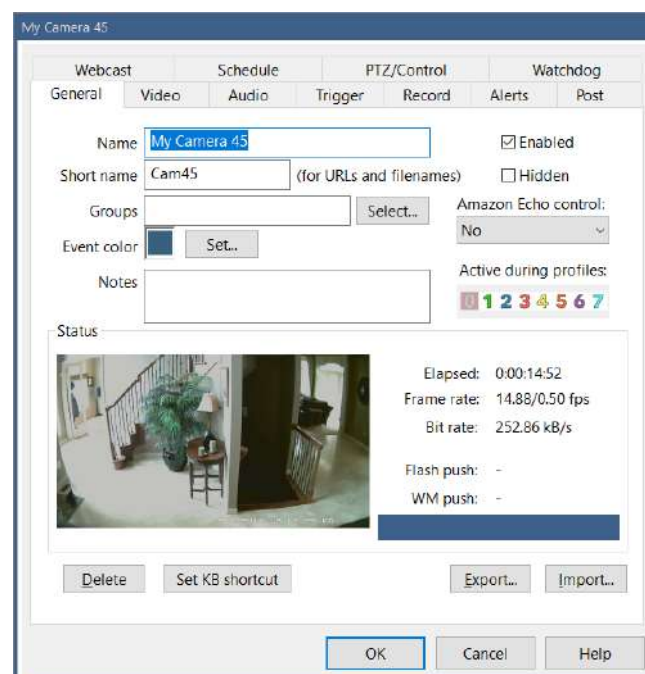 My Camera 45
Webcast Schedule PTZ/Control Watchdog
General Video Audio Trigger Record Alerts Post
Name My Camera 45 Enabled
Short name Cam45 (for URLs and filenames) Hidden
Groups Select... Amazon Echo control:
No
Event color Set...
Notes Active during profiles:
0 1 2 3 4 5 6 7
Status
Elapsed: 0:00:14:52
Frame rate: 14.88/0.50 fps
Bit rate: 252.86 kB/s
Flash push: -
WM push: -
Delete Set KB shortcut Export... Import...
OK Cancel Help